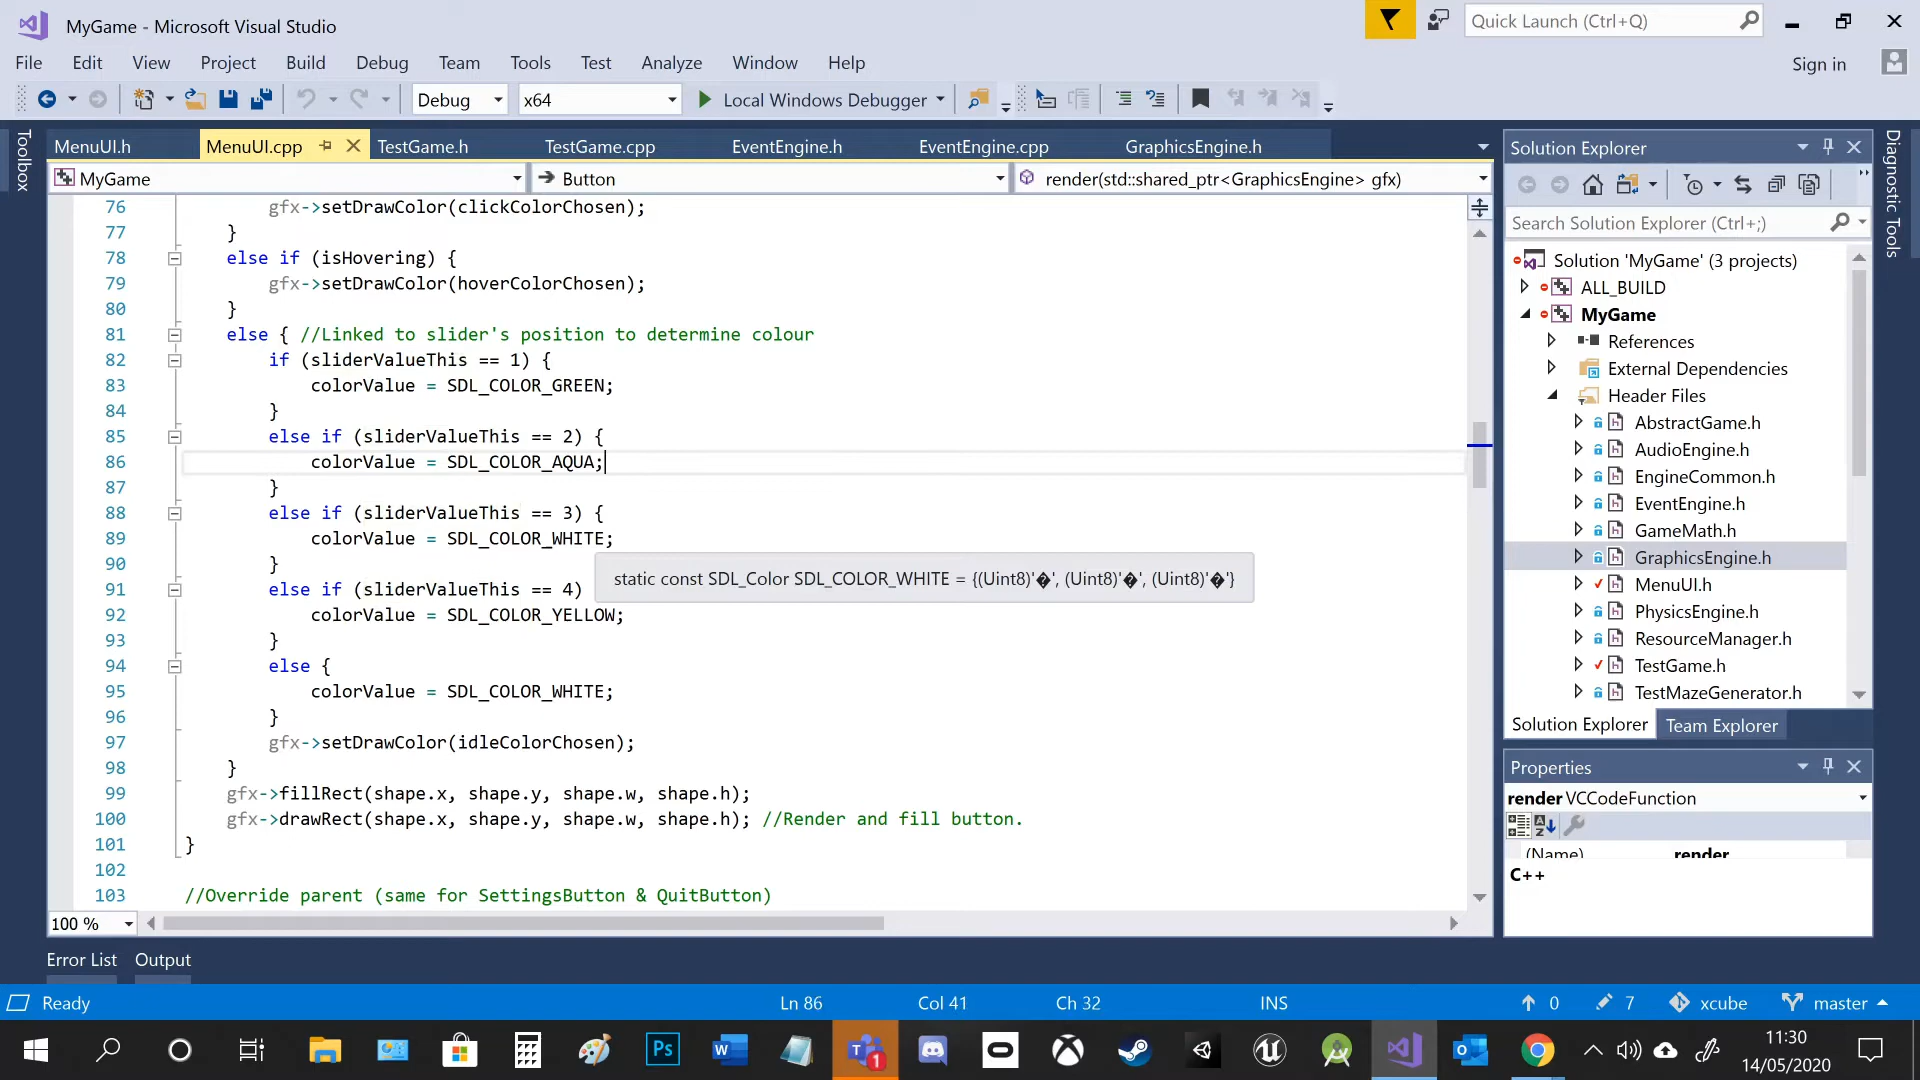 MyGame - Microsoft Visual Studio
Quick Launch (Ctrl+Q)
File Edit View Project Build Debug Team Tools Test Analyze Window Help
Sign in
Debug x64 Local Windows Debugger
Toolbox
MenuUI.h MenuUI.cpp TestGame.h TestGame.cpp EventEngine.h EventEngine.cpp GraphicsEngine.h
MyGame Button render(std::shared_ptr<GraphicsEngine> gfx)
76 gfx->setDrawColor(clickColorChosen);
77 }
78 else if (isHovering) {
79 gfx->setDrawColor(hoverColorChosen);
80 }
81 else { //Linked to slider's position to determine colour
82 if (sliderValueThis == 1) {
83 colorValue = SDL_COLOR_GREEN;
84 }
85 else if (sliderValueThis == 2) {
86 colorValue = SDL_COLOR_AQUA;
87 }
88 else if (sliderValueThis == 3) {
89 colorValue = SDL_COLOR_WHITE;
90 }
static const SDL_Color SDL_COLOR_WHITE = {(Uint8)'�', (Uint8)'�', (Uint8)'�'}
91 else if (sliderValueThis == 4)
92 colorValue = SDL_COLOR_YELLOW;
93 }
94 else {
95 colorValue = SDL_COLOR_WHITE;
96 }
97 gfx->setDrawColor(idleColorChosen);
98 }
99 gfx->fillRect(shape.x, shape.y, shape.w, shape.h);
100 gfx->drawRect(shape.x, shape.y, shape.w, shape.h); //Render and fill button.
101 }
102
103 //Override parent (same for SettingsButton & QuitButton)
100 %
Solution Explorer
Search Solution Explorer (Ctrl+;)
Solution 'MyGame' (3 projects)
ALL_BUILD
MyGame
References
External Dependencies
Header Files
AbstractGame.h
AudioEngine.h
EngineCommon.h
EventEngine.h
GameMath.h
GraphicsEngine.h
MenuUI.h
PhysicsEngine.h
ResourceManager.h
TestGame.h
TestMazeGenerator.h
Solution Explorer Team Explorer
Properties
render VCCodeFunction
(Name) render
C++
Diagnostic Tools
Error List Output
Ready Ln 86 Col 41 Ch 32 INS 0 7 xcube master
Ps
1
11:30
14/05/2020